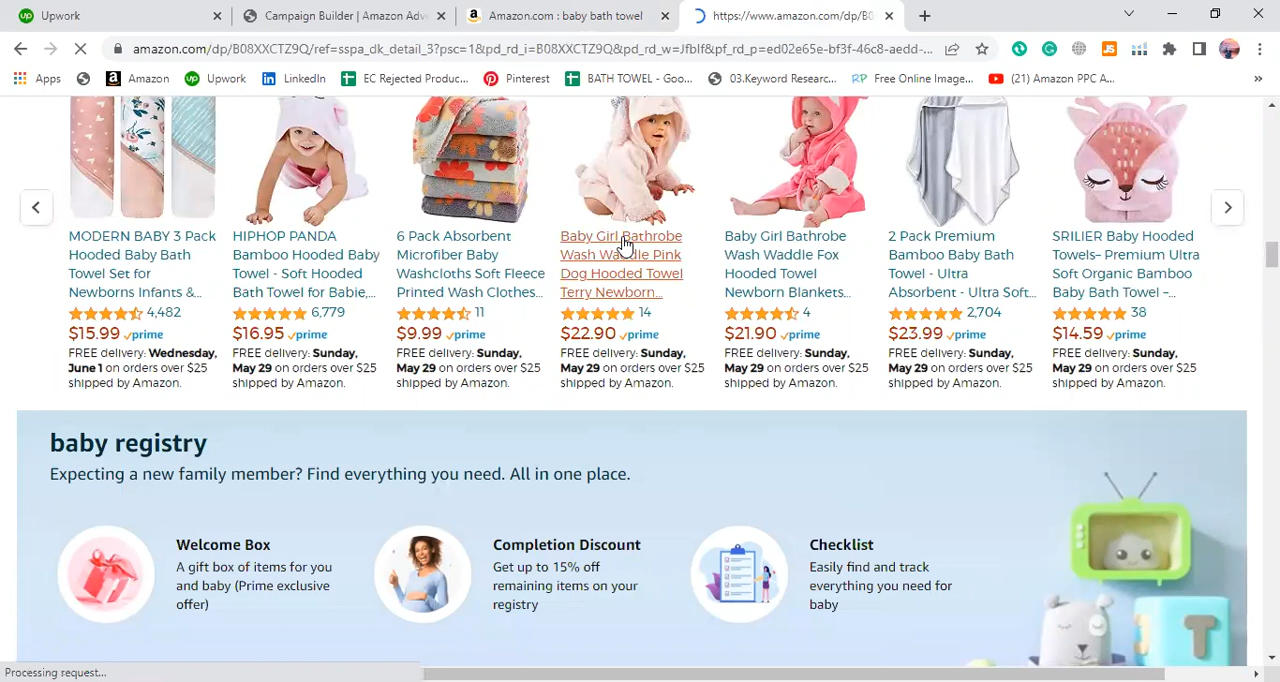 Upwork
Campaign Builder | Amazon Adve
Amazon.com : baby bath towel
https://www.amazon.com/dp/B0
amazon.com/dp/B08XXCTZ9Q/ref=sspa_dk_detail_3?psc=1&pd_rd_i=B08XXCTZ9Q&pd_rd_w=Jfblf&pf_rd_p=ed02e65e-bf3f-46c8-aedd-...
Apps
Amazon
Upwork
LinkedIn
EC Rejected Produc...
Pinterest
BATH TOWEL - Goo...
03.Keyword Researc...
Free Online Image...
(21) Amazon PPC A...
MODERN BABY 3 Pack
Hooded Baby Bath
Towel Set for
Newborns Infants &...
4,482
$15.99 prime
FREE delivery: Wednesday,
June 1 on orders over $25
shipped by Amazon.
HIPHOP PANDA
Bamboo Hooded Baby
Towel - Soft Hooded
Bath Towel for Babie,...
6,779
$16.95 prime
FREE delivery: Sunday,
May 29 on orders over $25
shipped by Amazon.
6 Pack Absorbent
Microfiber Baby
Washcloths Soft Fleece
Printed Wash Clothes...
11
$9.99 prime
FREE delivery: Sunday,
May 29 on orders over $25
shipped by Amazon.
Baby Girl Bathrobe
Wash Waddle Pink
Dog Hooded Towel
Terry Newborn...
14
$22.90 prime
FREE delivery: Sunday,
May 29 on orders over $25
shipped by Amazon.
Baby Girl Bathrobe
Wash Waddle Fox
Hooded Towel
Newborn Blankets...
4
$21.90 prime
FREE delivery: Sunday,
May 29 on orders over $25
shipped by Amazon.
2 Pack Premium
Bamboo Baby Bath
Towel - Ultra
Absorbent - Ultra Soft...
2,704
$23.99 prime
FREE delivery: Sunday,
May 29 on orders over $25
shipped by Amazon.
SRILIER Baby Hooded
Towels– Premium Ultra
Soft Organic Bamboo
Baby Bath Towel –...
38
$14.59 prime
FREE delivery: Sunday,
May 29 on orders over $25
shipped by Amazon.
baby registry
Expecting a new family member? Find everything you need. All in one place.
Welcome Box
A gift box of items for you
and baby (Prime exclusive
offer)
Completion Discount
Get up to 15% off
remaining items on your
registry
Checklist
Easily find and track
everything you need for
baby
T
Processing request...